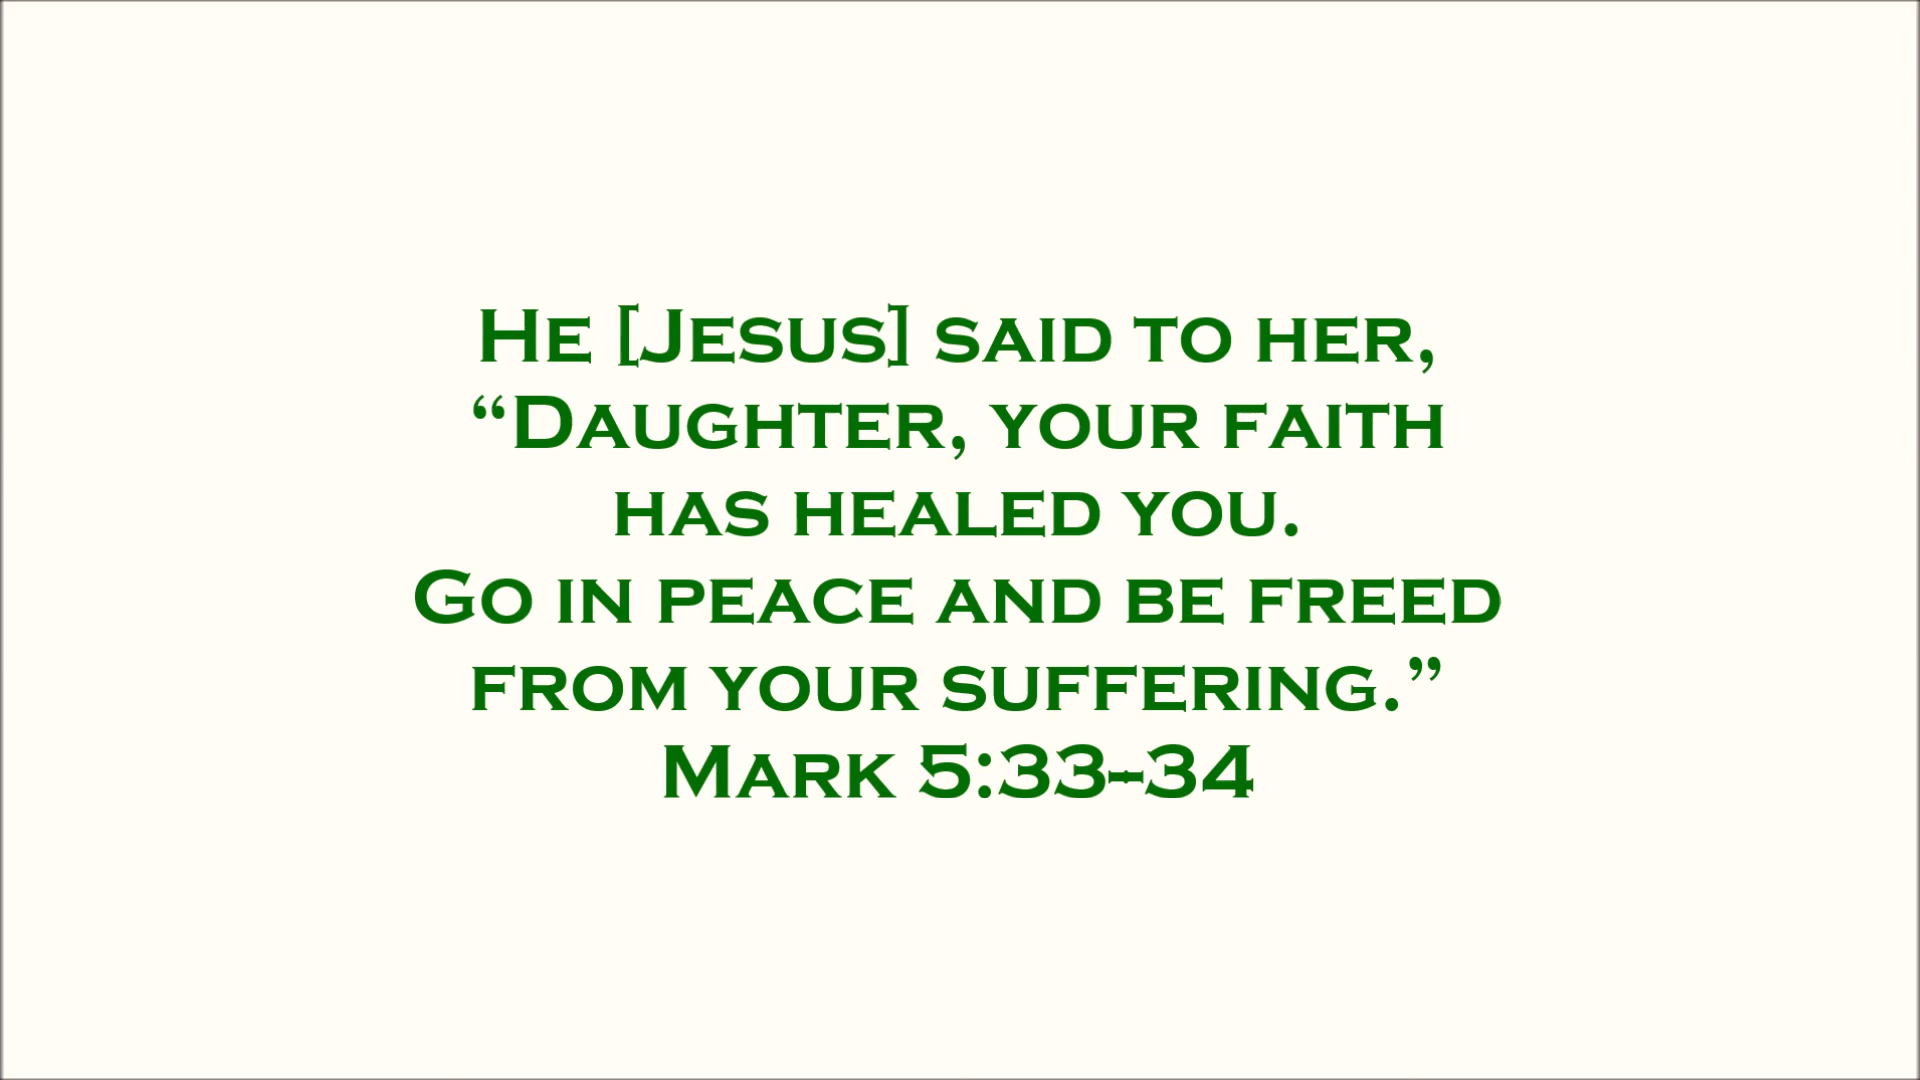 He [Jesus] said to her,
“Daughter, your faith
has healed you.
Go in peace and be freed
from your suffering.”
Mark 5:33–34